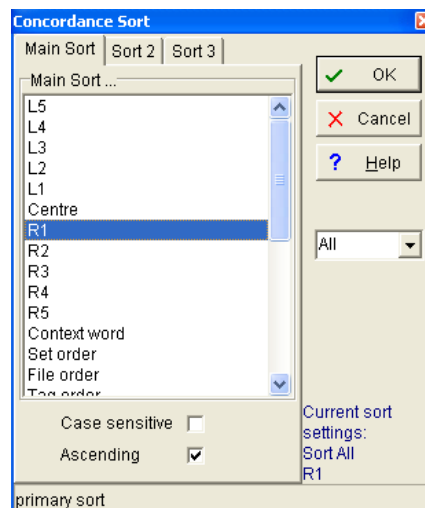 Concordance Sort
Main Sort Sort 2 Sort 3
Main Sort ...
L5
L4
L3
L2
L1
Centre
R1
R2
R3
R4
R5
Context word
Set order
File order
Tag order
Case sensitive
Ascending
OK
Cancel
? Help
All
Current sort
settings:
Sort All
R1
primary sort